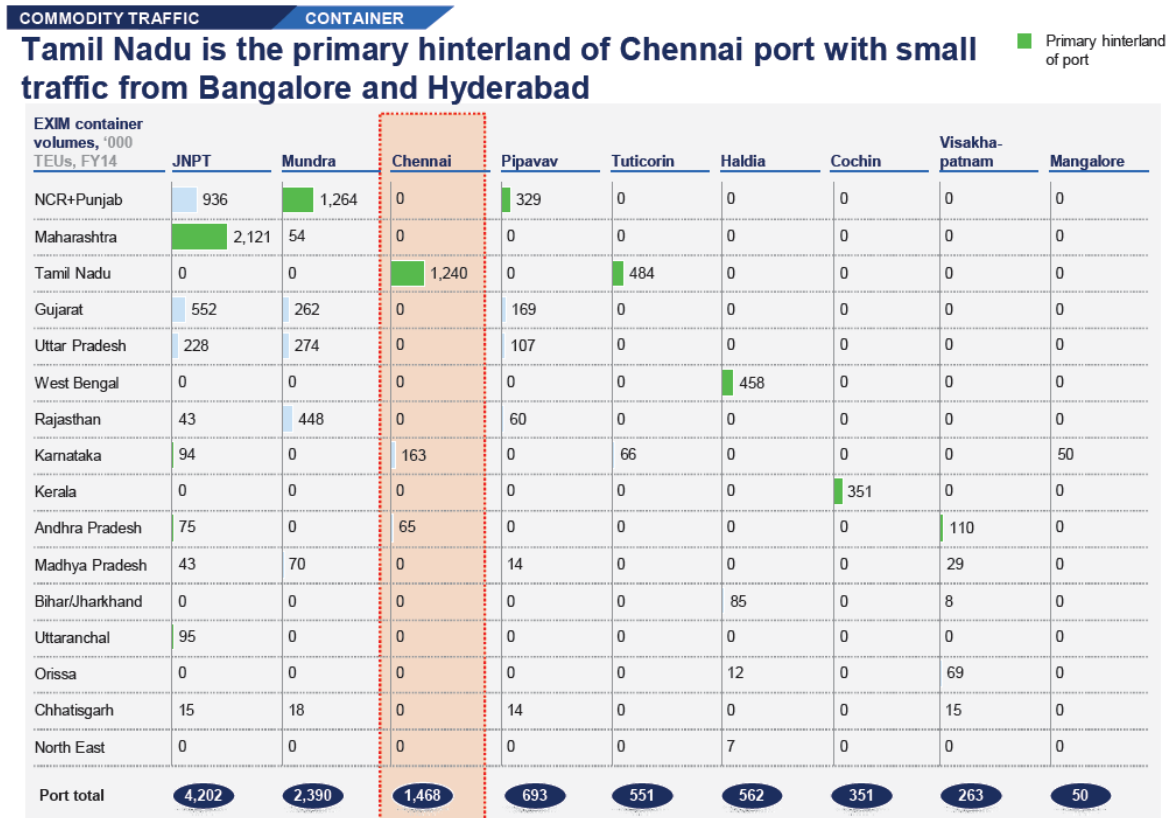 COMMODITY TRAFFIC
CONTAINER
Tamil Nadu is the primary hinterland of Chennai port with small
traffic from Bangalore and Hyderabad
Primary hinterland
of port
EXIM container
volumes, ‘000
TEUs, FY14 JNPT Mundra Chennai Pipavav Tuticorin Haldia Cochin Visakha-
patnam Mangalore
NCR+Punjab 936 1,264 0 329 0 0 0 0 0
Maharashtra 2,121 54 0 0 0 0 0 0 0
Tamil Nadu 0 0 1,240 0 484 0 0 0 0
Gujarat 552 262 0 169 0 0 0 0 0
Uttar Pradesh 228 274 0 107 0 0 0 0 0
West Bengal 0 0 0 0 0 458 0 0 0
Rajasthan 43 448 0 60 0 0 0 0 0
Karnataka 94 0 163 0 66 0 0 0 50
Kerala 0 0 0 0 0 0 351 0 0
Andhra Pradesh 75 0 65 0 0 0 0 110 0
Madhya Pradesh 43 70 0 14 0 0 0 29 0
Bihar/Jharkhand 0 0 0 0 0 85 0 8 0
Uttaranchal 95 0 0 0 0 0 0 0 0
Orissa 0 0 0 0 0 12 0 69 0
Chhatisgarh 15 18 0 14 0 0 0 15 0
North East 0 0 0 0 0 7 0 0 0
Port total 4,202 2,390 1,468 693 551 562 351 263 50